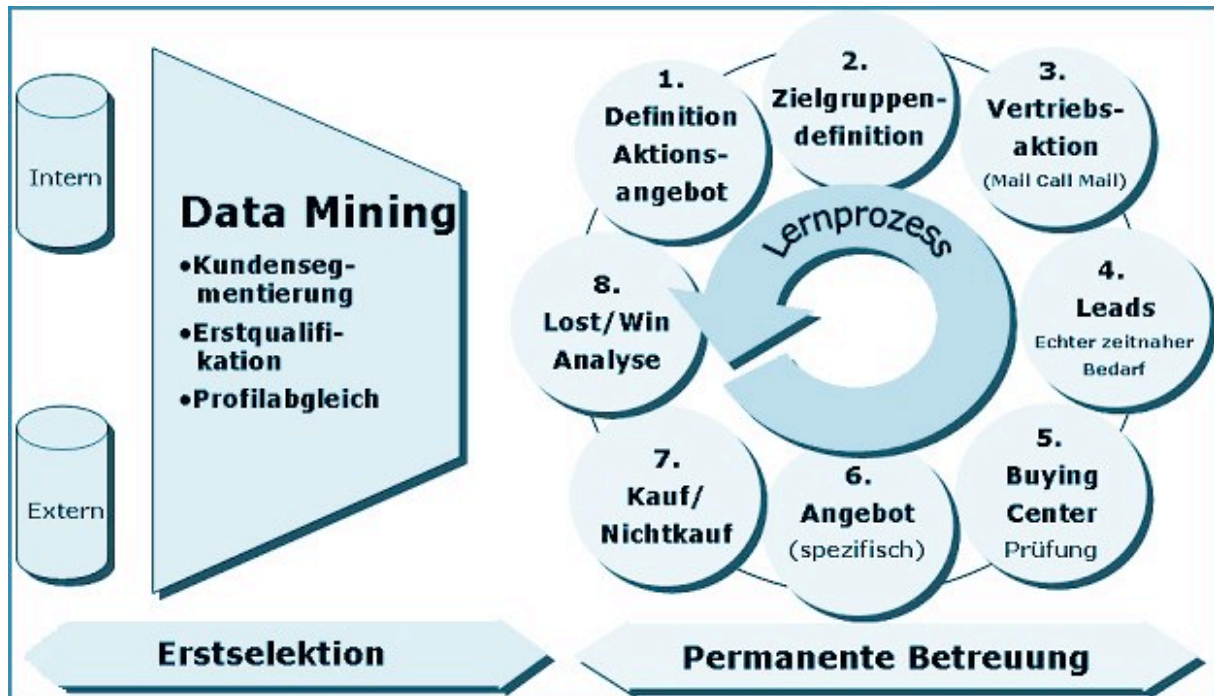 Intern
Extern
Data Mining
•Kundenseg-
mentierung
•Erstqualifi-
kation
•Profilabgleich
1.
Definition
Aktions-
angebot
2.
Zielgruppen-
definition
3.
Vertriebs-
aktion
(Mail Call Mail)
4.
Leads
Echter zeitnaher
Bedarf
5.
Buying
Center
Prüfung
6.
Angebot
(spezifisch)
7.
Kauf/
Nichtkauf
8.
Lost/Win
Analyse
Lernprozess
Erstselektion
Permanente Betreuung